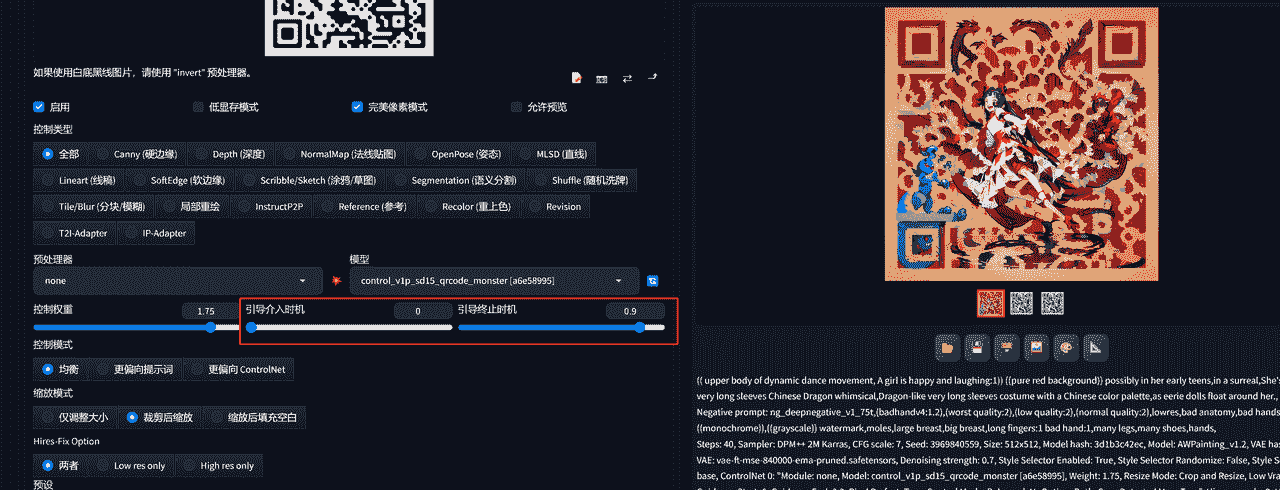 如果使用白底黑线图片，请使用 "invert" 预处理器。
启用
低显存模式
完美像素模式
允许预览
控制类型
全部
Canny (硬边缘)
Depth (深度)
NormalMap (法线贴图)
OpenPose (姿态)
MLSD (直线)
Lineart (线稿)
SoftEdge (软边缘)
Scribble/Sketch (涂鸦/草图)
Segmentation (语义分割)
Shuffle (随机洗牌)
Tile/Blur (分块/模糊)
局部重绘
InstructP2P
Reference (参考)
Recolor (重上色)
Revision
T2I-Adapter
IP-Adapter
预处理器
none
模型
control_v1p_sd15_qrcode_monster [a6e58995]
控制权重
1.75
引导介入时机
0
引导终止时机
0.9
控制模式
均衡
更偏向提示词
更偏向 ControlNet
缩放模式
仅调整大小
裁剪后缩放
缩放后填充空白
Hires-Fix Option
两者
Low res only
High res only
预设
(( upper body of dynamic dance movement, A girl is happy and laughing:1)) {{pure red background}} possibly in her early teens,in a surreal,She's
very long sleeves Chinese Dragon whimsical,Dragon-like very long sleeves costume with a Chinese color palette,as eerie dolls float around her.,
Negative prompt: ng_deepnegative_v1_75t,(badhandv4:1.2),(worst quality:2),(low quality:2),(normal quality:2),lowres,bad anatomy,bad hands
((monochrome)),((grayscale)) watermark,moles,large breast,big breast,long fingers:1 bad hand:1,many legs,many shoes,hands,
Steps: 40, Sampler: DPM++ 2M Karras, CFG scale: 7, Seed: 3969840559, Size: 512x512, Model hash: 3d1b3c42ec, Model: AWPainting_v1.2, VAE has
VAE: vae-ft-mse-840000-ema-pruned.safetensors, Denoising strength: 0.7, Style Selector Enabled: True, Style Selector Randomize: False, Style S
base, ControlNet 0: "Module: none, Model: control_v1p_sd15_qrcode_monster [a6e58995], Weight: 1.75, Resize Mode: Crop and Resize, Low Vra